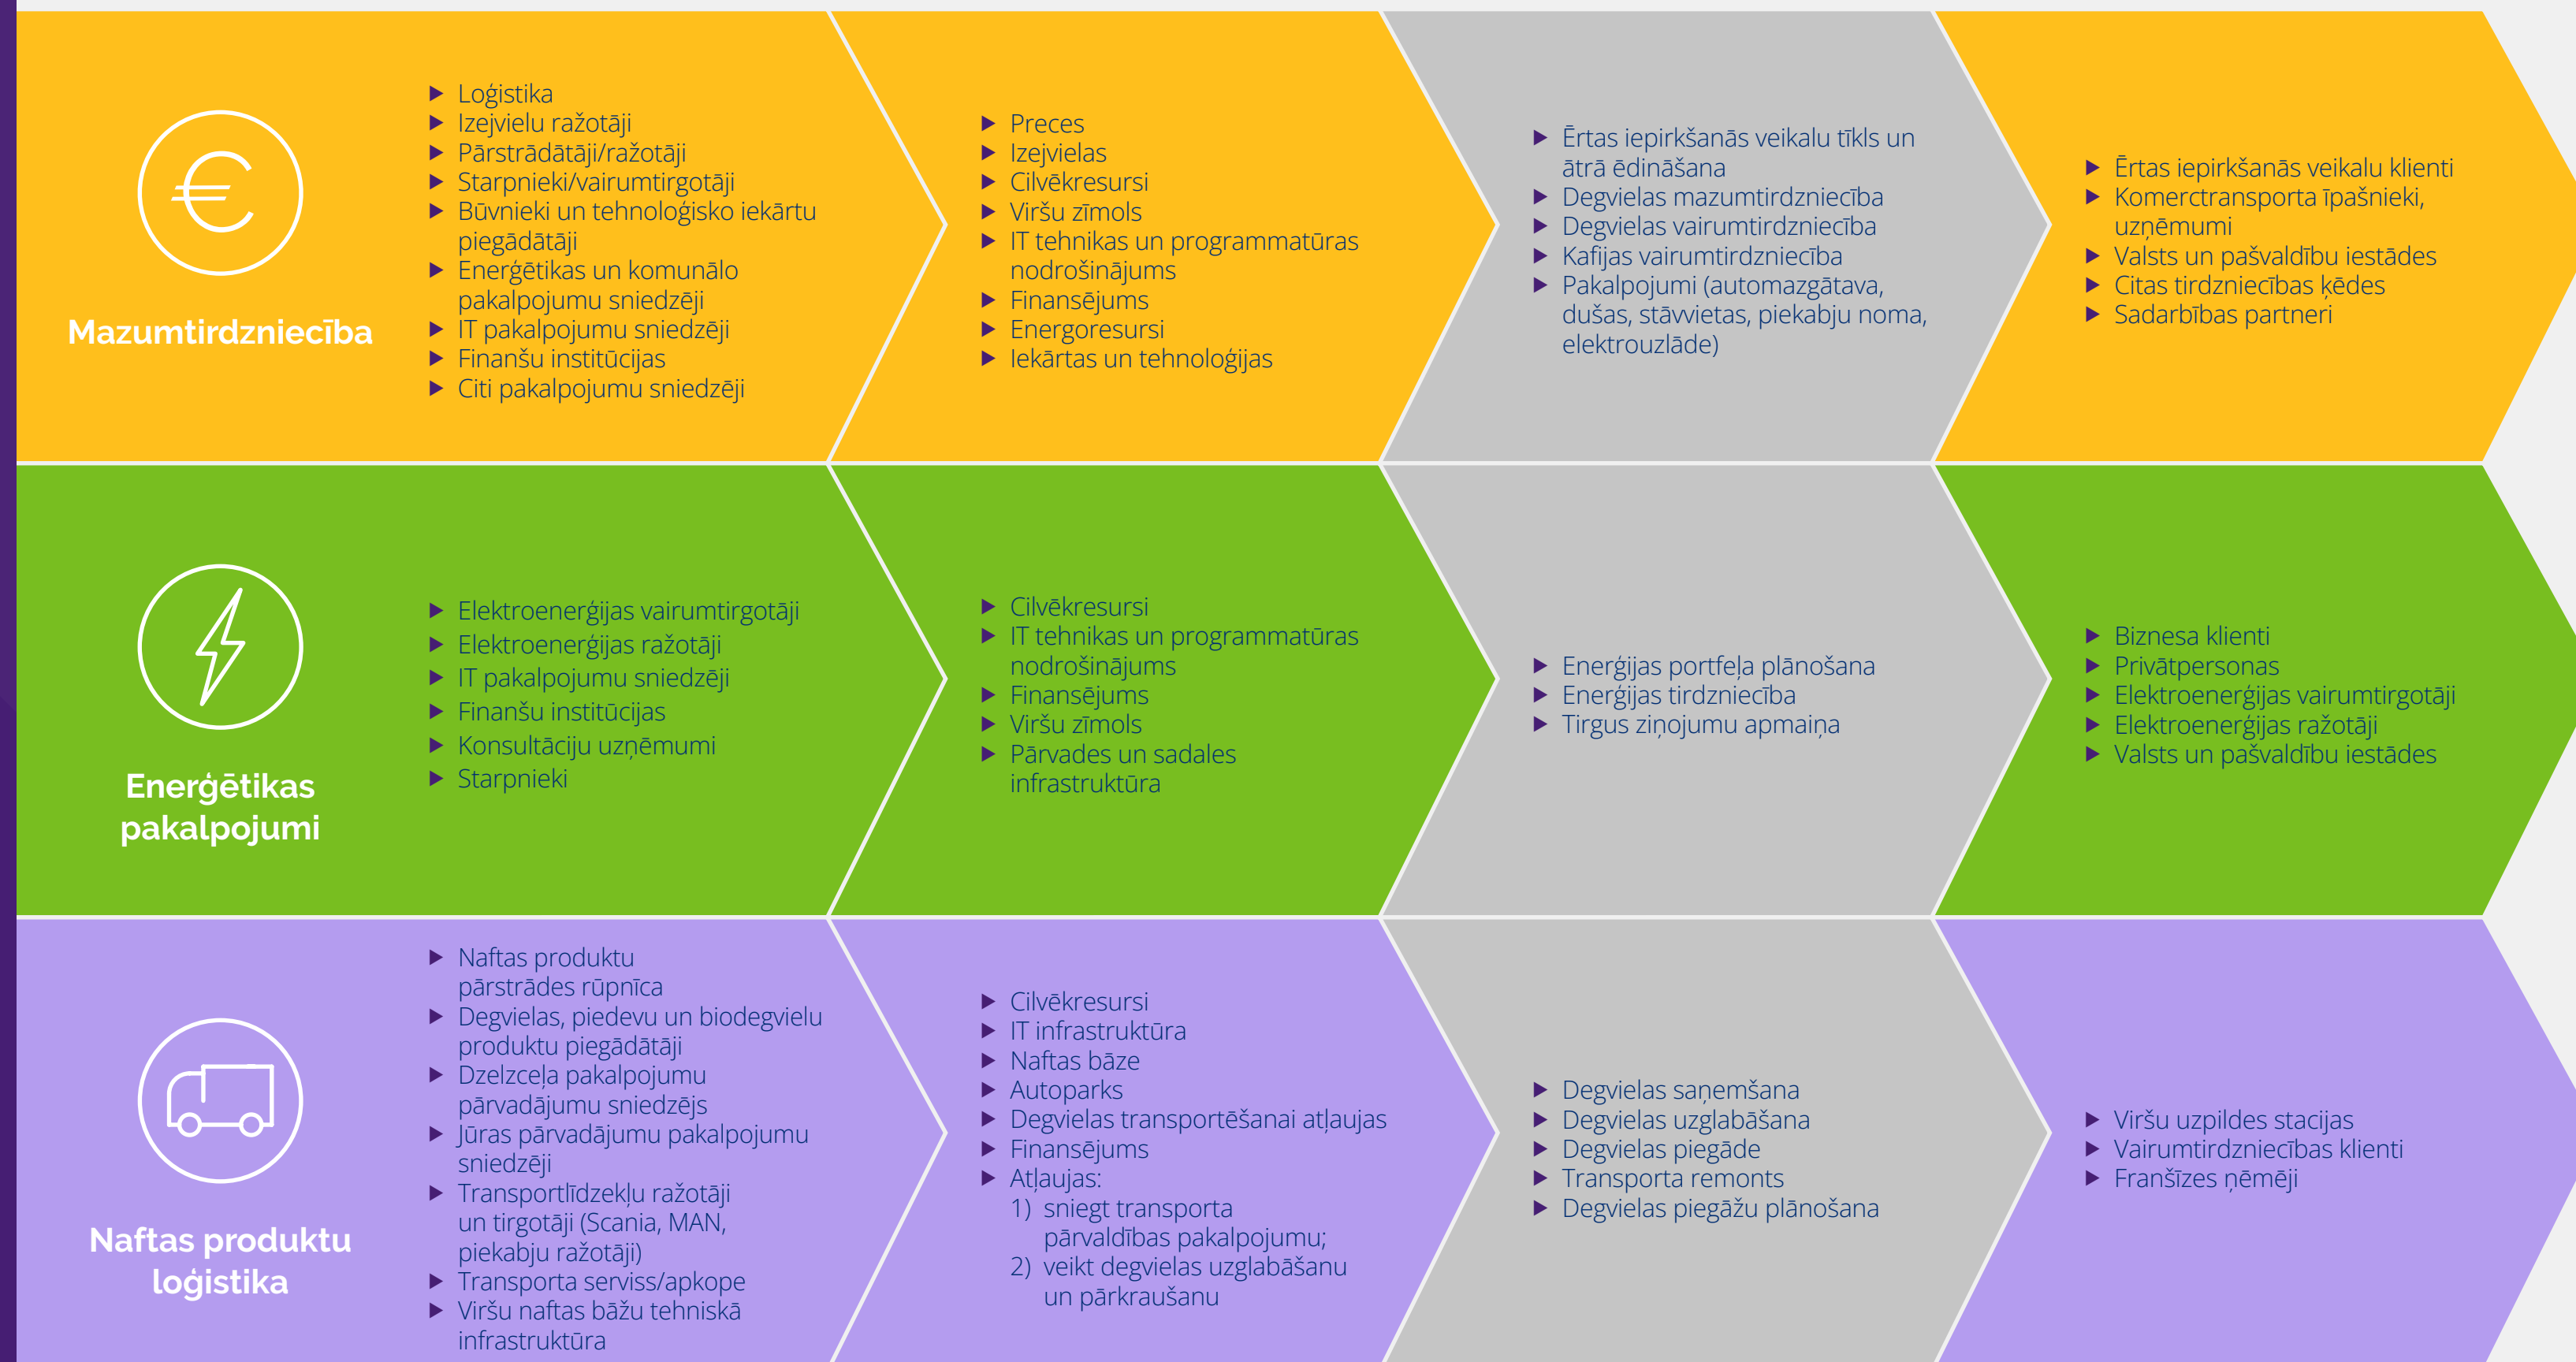 Mazumtirdzniecība
Loģistika
Izejvielu ražotāji
Pārstrādātāji/ražotāji
Starpnieki/vairumtirgotāji
Būvnieki un tehnoloģisko iekārtu
piegādātāji
Enerģētikas un komunālo
pakalpojumu sniedzēji
IT pakalpojumu sniedzēji
Finanšu institūcijas
Citi pakalpojumu sniedzēji
Preces
Izejvielas
Cilvēkresursi
Viršu zīmols
IT tehnikas un programmatūras
nodrošinājums
Finansējums
Energoresursi
Iekārtas un tehnoloģijas
Ērtas iepirkšanās veikalu tīkls un
ātrā ēdināšana
Degvielas mazumtirdzniecība
Degvielas vairumtirdzniecība
Kafijas vairumtirdzniecība
Pakalpojumi (automazgātava,
dušas, stāvvietas, piekabju noma,
elektrouzlāde)
Ērtas iepirkšanās veikalu klienti
Komerctransporta īpašnieki,
uzņēmumi
Valsts un pašvaldību iestādes
Citas tirdzniecības ķēdes
Sadarbības partneri
Enerģētikas
pakalpojumi
Elektroenerģijas vairumtirgotāji
Elektroenerģijas ražotāji
IT pakalpojumu sniedzēji
Finanšu institūcijas
Konsultāciju uzņēmumi
Starpnieki
Cilvēkresursi
IT tehnikas un programmatūras
nodrošinājums
Finansējums
Viršu zīmols
Pārvades un sadales
infrastruktūra
Enerģijas portfeļa plānošana
Enerģijas tirdzniecība
Tirgus ziņojumu apmaiņa
Biznesa klienti
Privātpersonas
Elektroenerģijas vairumtirgotāji
Elektroenerģijas ražotāji
Valsts un pašvaldību iestādes
Naftas produktu
loģistika
Naftas produktu
pārstrādes rūpnīca
Degvielas, piedevu un biodegvielu
produktu piegādātāji
Dzelzceļa pakalpojumu
pārvadājumu sniedzējs
Jūras pārvadājumu pakalpojumu
sniedzēji
Transportlīdzekļu ražotāji
un tirgotāji (Scania, MAN,
piekabju ražotāji)
Transporta serviss/apkope
Viršu naftas bāžu tehniskā
infrastruktūra
Cilvēkresursi
IT infrastruktūra
Naftas bāze
Autoparks
Degvielas transportēšanai atļaujas
Finansējums
Atļaujas:
1) sniegt transporta
pārvaldības pakalpojumu;
2) veikt degvielas uzglabāšanu
un pārkraušanu
Degvielas saņemšana
Degvielas uzglabāšana
Degvielas piegāde
Transporta remonts
Degvielas piegāžu plānošana
Viršu uzpildes stacijas
Vairumtirdzniecības klienti
Franšīzes ņēmēji